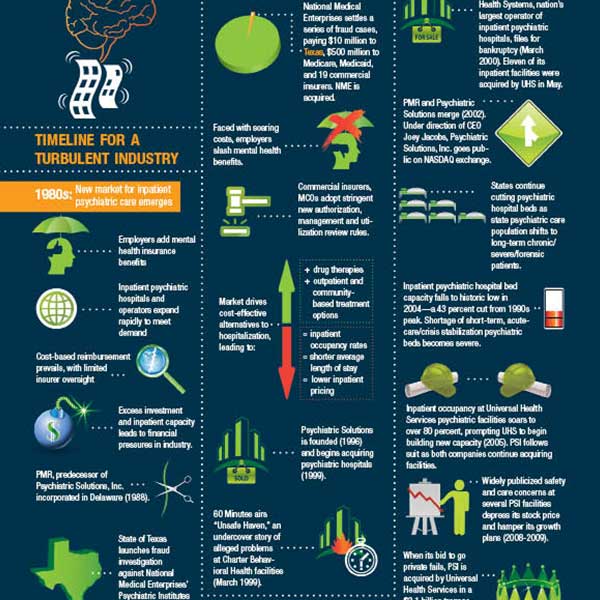 TIMELINE FOR A
TURBULENT INDUSTRY
1980s: New market for inpatient
psychiatric care emerges
Employers add mental
health insurance
benefits
Inpatient psychiatric
hospitals and
operators expand
rapidly to meet
demand
Cost-based reimbursement
prevails, with limited
insurer oversight
Excess investment
and inpatient capacity
leads to financial
pressures in industry.
PMR, predecessor of
Psychiatric Solutions, Inc.
incorporated in Delaware (1988).
State of Texas
launches fraud
investigation
against National
Medical Enterprises'
Psychiatric Institutes
National Medical
Enterprises settles a
series of fraud cases,
paying $10 million to
Texas, $500 million to
Medicare, Medicaid,
and 19 commercial
insurers. NME is
acquired.
Faced with soaring
costs, employers
slash mental health
benefits.
Commercial insurers,
MCOs adopt stringent
new authorization,
management and uti-
lization review rules.
Market drives
cost-effective
alternatives to
hospitalization,
leading to:
+ drug therapies
+ outpatient and
community-
based treatment
options
= inpatient
occupancy rates
= shorter average
length of stay
= lower inpatient
pricing
SOLD
Psychiatric Solutions
is founded (1996)
and begins acquiring
psychiatric hospitals
(1999).
60 Minutes airs
"Unsafe Haven," an
undercover story of
alleged problems
at Charter Behav-
ioral Health facilities
(March 1999).
FOR SALE
Health Systems, nation's
largest operator of
inpatient psychiatric
hospitals, files for
bankruptcy (March
2000). Eleven of its
inpatient facilities were
acquired by UHS in May.
PMR and Psychiatric
Solutions merge (2002).
Under direction of CEO
Joey Jacobs, Psychiatric
Solutions, Inc. goes pub-
lic on NASDAQ exchange.
States continue
cutting psychiatric
hospital beds as
state psychiatric care
population shifts to
long-term chronic/
severe/forensic
patients.
Inpatient psychiatric hospital bed
capacity falls to historic low in
2004—a 43 percent cut from 1990s
peak. Shortage of short-term, acute-
care/crisis stabilization psychiatric
beds becomes severe.
Inpatient occupancy at Universal Health
Services psychiatric facilities soars to
over 80 percent, prompting UHS to begin
building new capacity (2005). PSI follows
suit as both companies continue acquiring
facilities.
Widely publicized safety
and care concerns at
several PSI facilities
depress its stock price
and hamper its growth
plans (2008-2009).
When its bid to go
private fails, PSI is
acquired by Universal
Health Services in a